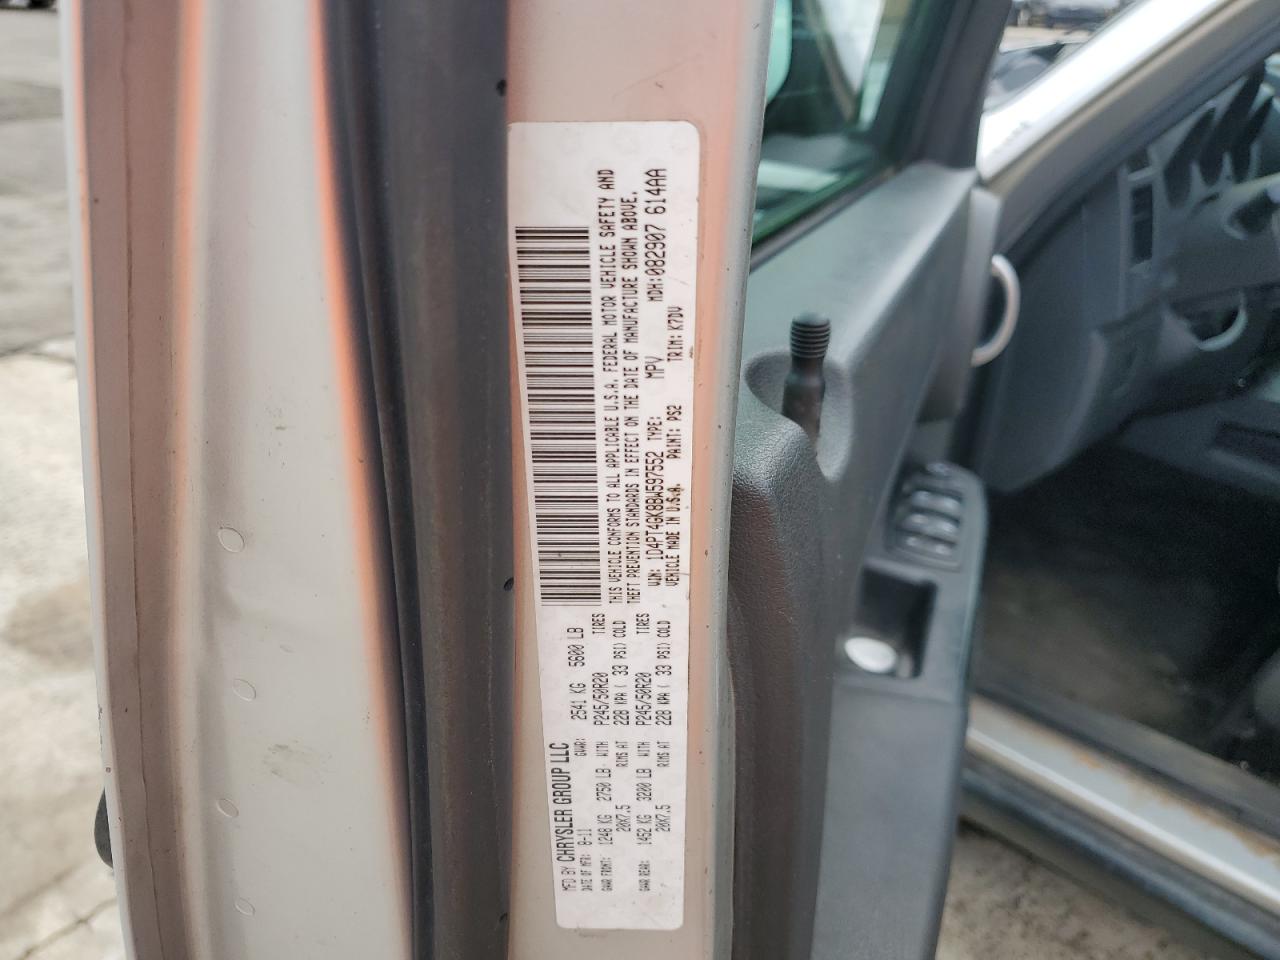 MFD BY CHRYSLER GROUP LLC
DATE OF MFR: 8-11 GVWR: 2541 KG 5600 LB
GAWR FRONT: 1248 KG 2750 LB WITH P245/50R20 TIRES
20X7.5 RIMS AT 228 KPA ( 33 PSI) COLD
GAWR REAR: 1452 KG 3200 LB WITH P245/50R20 TIRES
20X7.5 RIMS AT 228 KPA ( 33 PSI) COLD
THIS VEHICLE CONFORMS TO ALL APPLICABLE U.S.A. FEDERAL MOTOR VEHICLE SAFETY AND
THEFT PREVENTION STANDARDS IN EFFECT ON THE DATE OF MANUFACTURE SHOWN ABOVE.
VIN: 1D4PT4GK8BW597552 TYPE: MPV MDH:082907 614AA
VEHICLE MADE IN U.S.A. PAINT: PS2 TRIM: K7DV